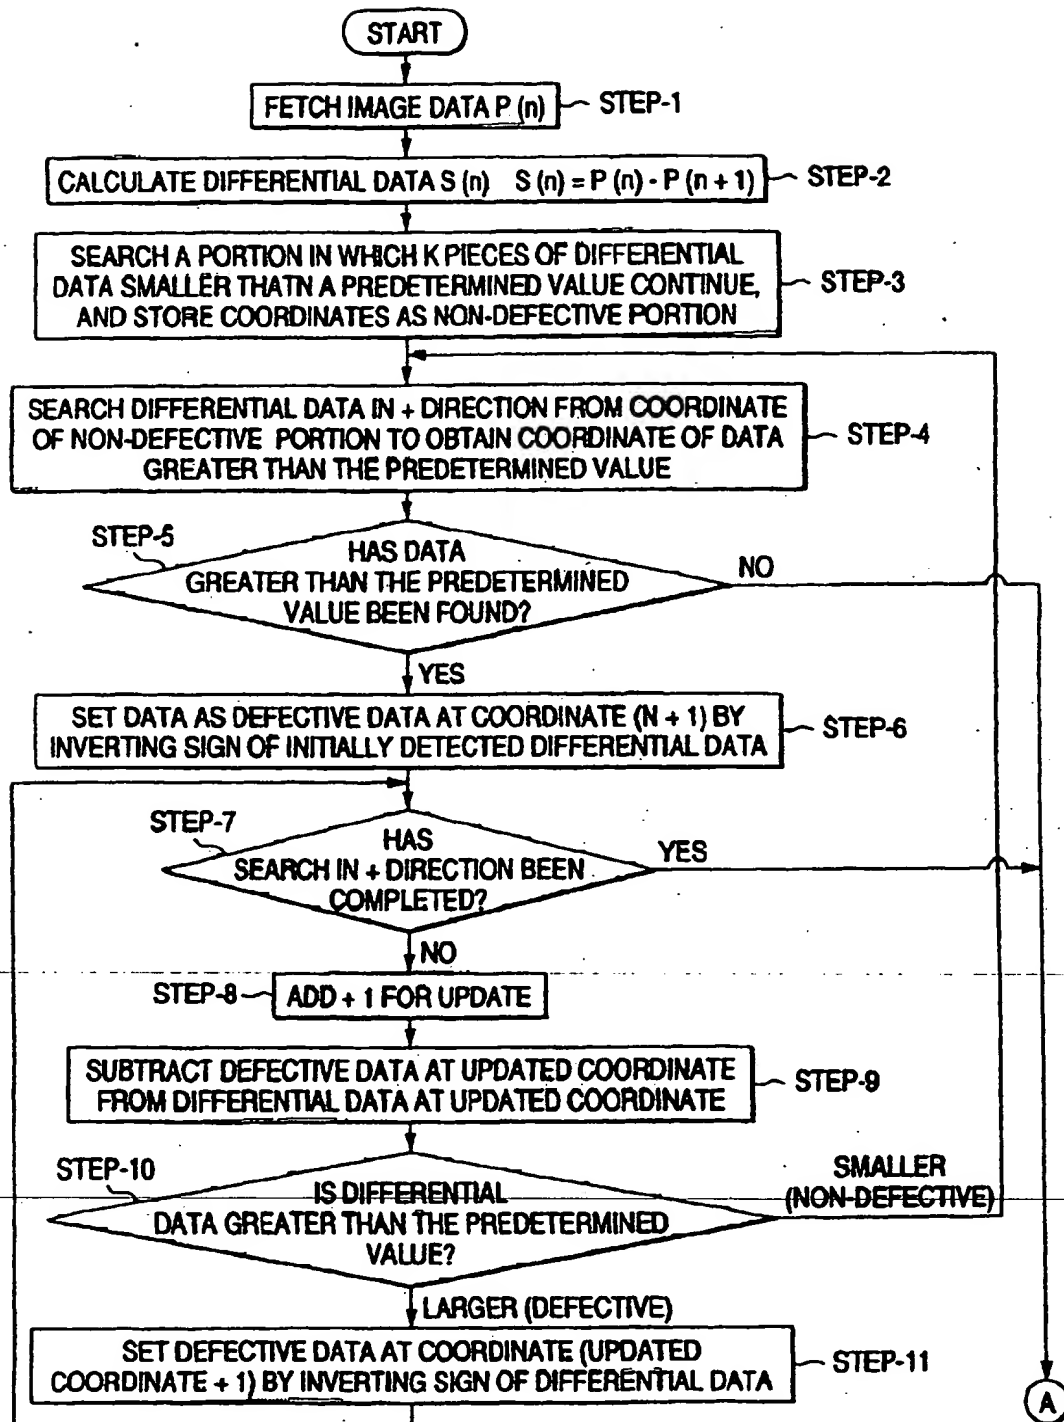 START
FETCH IMAGE DATA P (n)
STEP-1
CALCULATE DIFFERENTIAL DATA S (n) S (n) = P (n) - P (n + 1)
STEP-2
SEARCH A PORTION IN WHICH K PIECES OF DIFFERENTIAL
DATA SMALLER THATN A PREDETERMINED VALUE CONTINUE,
AND STORE COORDINATES AS NON-DEFECTIVE PORTION
STEP-3
SEARCH DIFFERENTIAL DATA IN + DIRECTION FROM COORDINATE
OF NON-DEFECTIVE PORTION TO OBTAIN COORDINATE OF DATA
GREATER THAN THE PREDETERMINED VALUE
STEP-4
STEP-5
HAS DATA
GREATER THAN THE PREDETERMINED
VALUE BEEN FOUND?
NO
YES
SET DATA AS DEFECTIVE DATA AT COORDINATE (N + 1) BY
INVERTING SIGN OF INITIALLY DETECTED DIFFERENTIAL DATA
STEP-6
STEP-7
HAS
SEARCH IN + DIRECTION BEEN
COMPLETED?
YES
NO
STEP-8
ADD + 1 FOR UPDATE
SUBTRACT DEFECTIVE DATA AT UPDATED COORDINATE
FROM DIFFERENTIAL DATA AT UPDATED COORDINATE
STEP-9
STEP-10
IS DIFFERENTIAL
DATA GREATER THAN THE PREDETERMINED
VALUE?
SMALLER
(NON-DEFECTIVE)
LARGER (DEFECTIVE)
SET DEFECTIVE DATA AT COORDINATE (UPDATED
COORDINATE + 1) BY INVERTING SIGN OF DIFFERENTIAL DATA
STEP-11
A